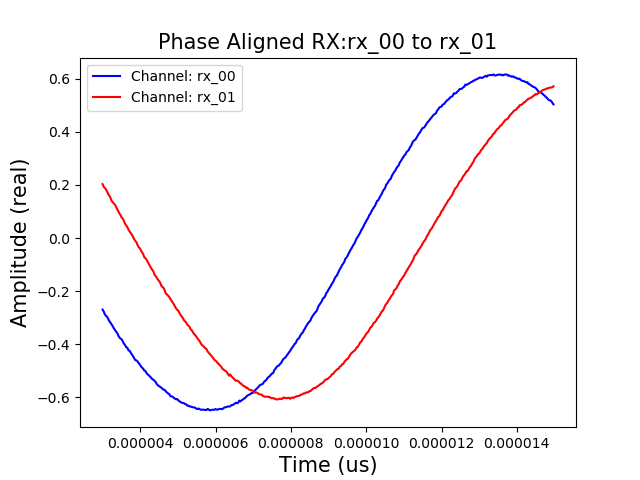 Phase Aligned RX:rx_00 to rx_01
Channel: rx_00
Channel: rx_01
Amplitude (real)
0.6
0.4
0.2
0.0
−0.2
−0.4
−0.6
0.000004 0.000006 0.000008 0.000010 0.000012 0.000014
Time (us)